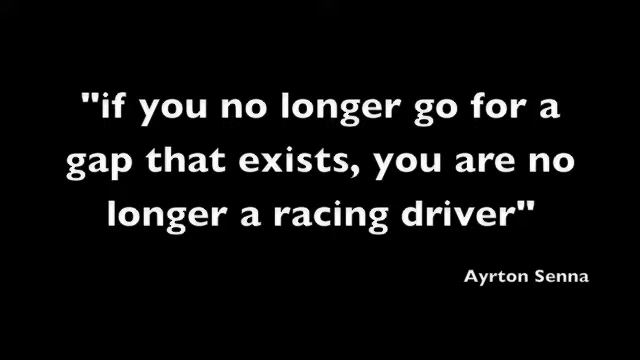 "if you no longer go for a
gap that exists, you are no
longer a racing driver"
Ayrton Senna